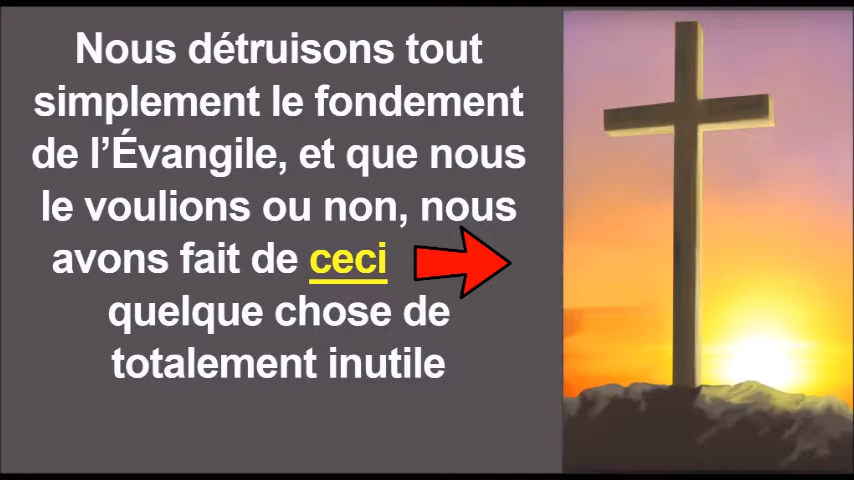 Nous détruisons tout
simplement le fondement
de l’Évangile, et que nous
le voulions ou non, nous
avons fait de ceci
quelque chose de
totalement inutile